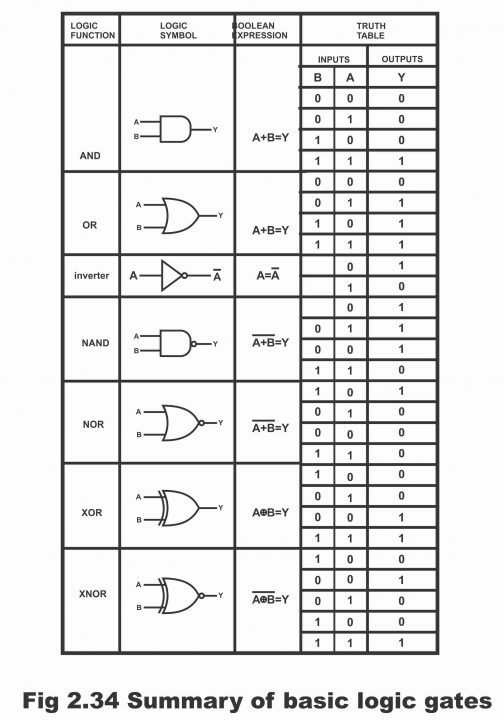 LOGIC LOGIC BOOLEAN TRUTH
FUNCTION SYMBOL EXPRESSION TABLE
INPUTS OUTPUTS
B A Y
0 0 0
A 0 1 0
B Y A+B=Y 1 0 0
AND 1 1 1
0 0 0
A 0 1 1
OR B Y A+B=Y 1 0 1
1 1 1
inverter A A̅ A=A̅ 0 1
1 0
0 1
A 0 1 1
NAND B Y A̅+̅B̅=Y 0 0 1
1 1 0
1 0 1
A 0 1 0
NOR B Y A̅+̅B̅=Y 0 0 0
1 1 0
1 0 0
A 0 1 0
XOR B Y A⊕B=Y 0 0 1
1 1 1
1 0 0
A 0 0 1
XNOR B Y A̅⊕̅B̅=Y 0 1 0
1 0 0
1 1 1
Fig 2.34 Summary of basic logic gates